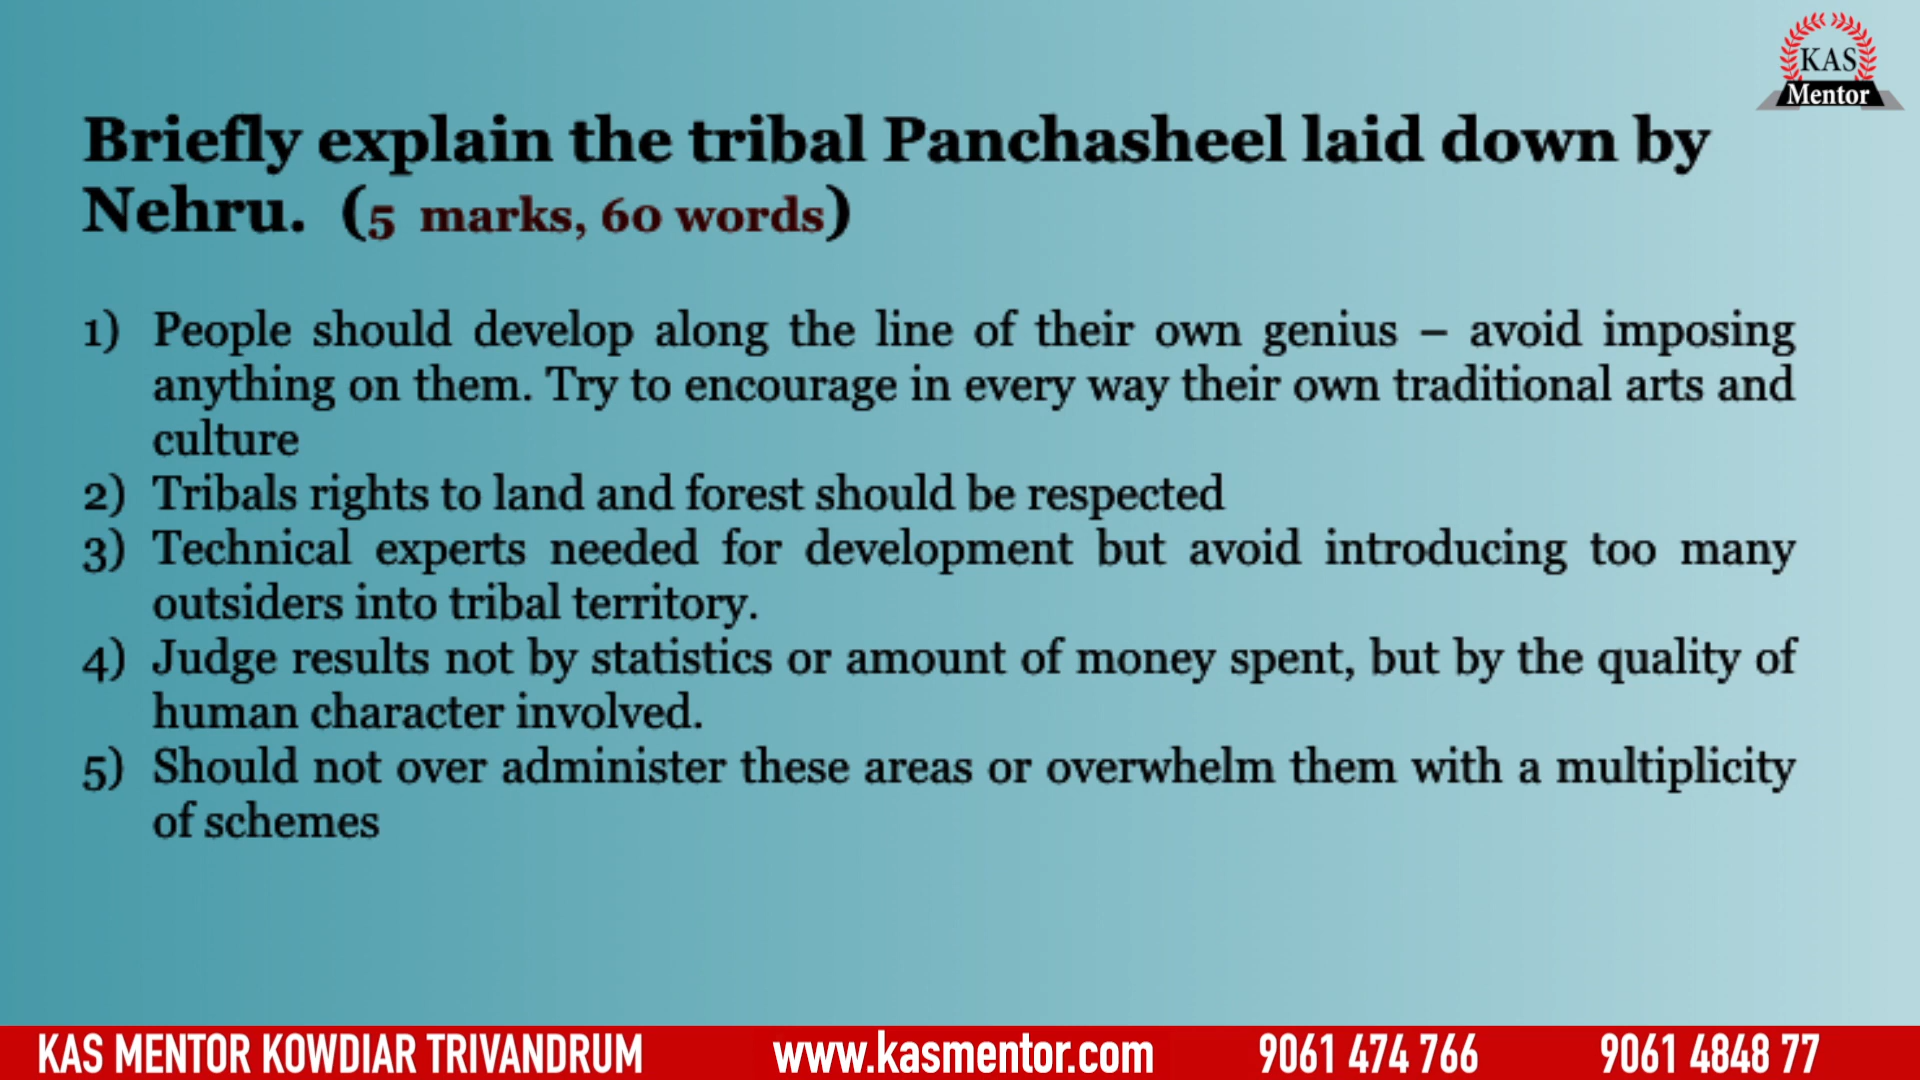 KAS
Mentor
Briefly explain the tribal Panchasheel laid down by
Nehru. (5 marks, 60 words)
1) People should develop along the line of their own genius – avoid imposing
anything on them. Try to encourage in every way their own traditional arts and
culture
2) Tribals rights to land and forest should be respected
3) Technical experts needed for development but avoid introducing too many
outsiders into tribal territory.
4) Judge results not by statistics or amount of money spent, but by the quality of
human character involved.
5) Should not over administer these areas or overwhelm them with a multiplicity
of schemes
KAS MENTOR KOWDIAR TRIVANDRUM www.kasmentor.com 9061 474 766 9061 4848 77